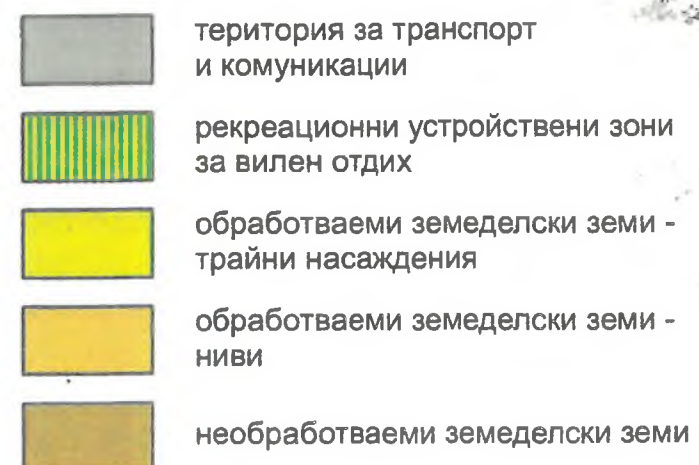 територия за транспорт
и комуникации
рекреационни устройствени зони
за вилен отдих
обработваеми земеделски земи -
трайни насаждения
обработваеми земеделски земи -
ниви
необработваеми земеделски земи